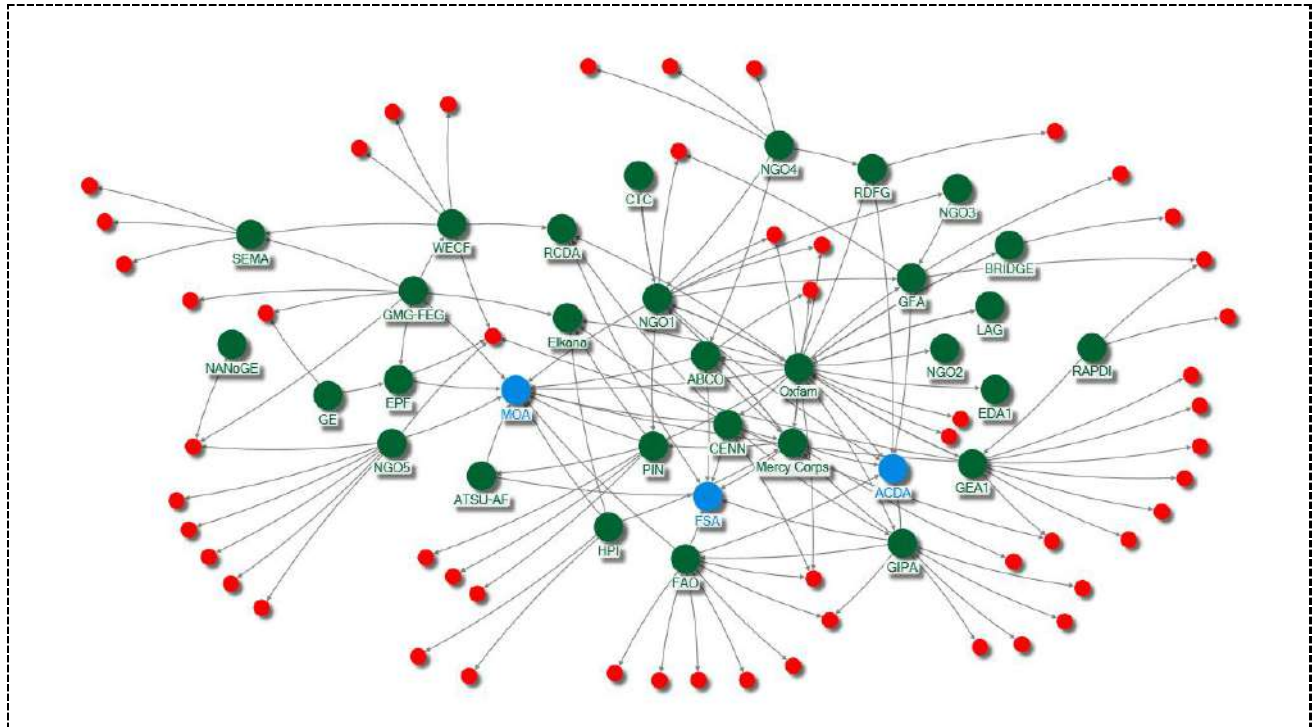 NGO4
CTC
RDFG
NGO3
WECF
RCDA
SEMA
BRIDGE
GFA
GMG-FEG
NGO1
LAG
Elkana
NANoGE
ABCO
Oxfam
NGO2
RAPDI
GE
EPF
MOA
EDA1
CENN
NGO5
PIN
Mercy Corps
ATSU-AF
ACDA
GEA1
FSA
HPI
FAO
GIPA